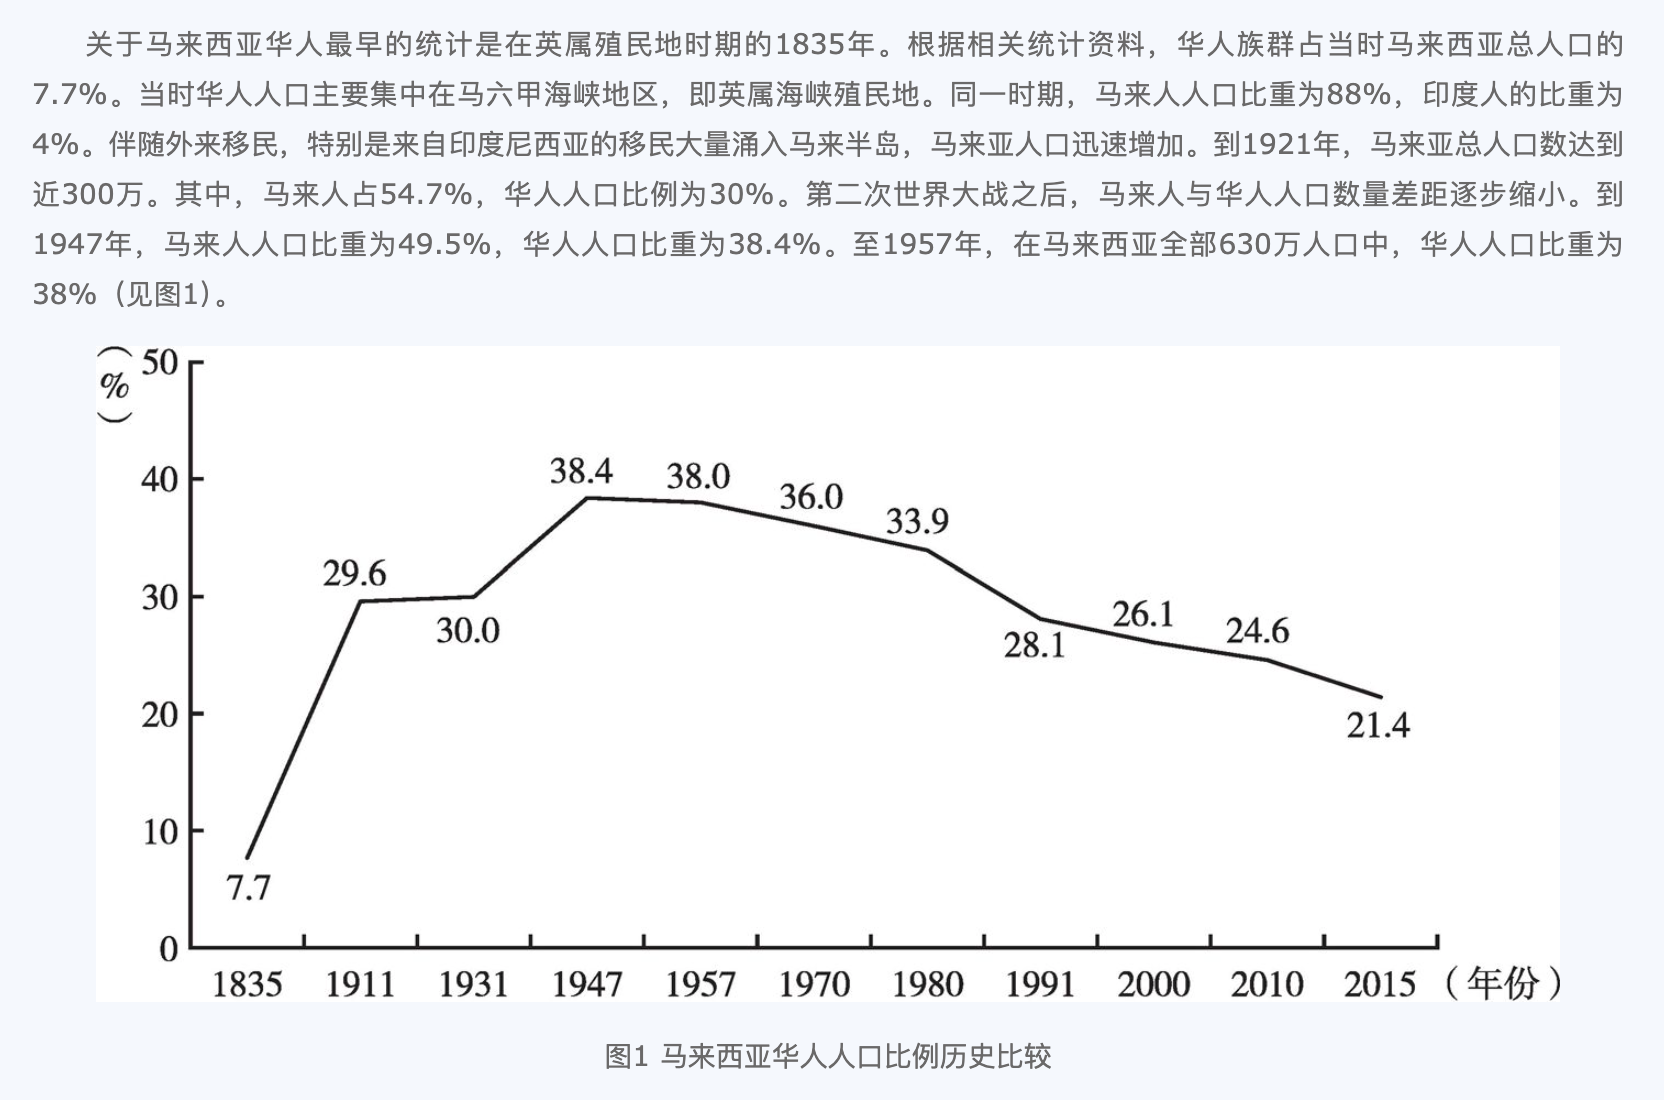 关于马来西亚华人最早的统计是在英属殖民地时期的1835年。根据相关统计资料，华人族群占当时马来西亚总人口的
7.7%。当时华人人口主要集中在马六甲海峡地区，即英属海峡殖民地。同一时期，马来人人口比重为88%，印度人的比重为
4%。伴随外来移民，特别是来自印度尼西亚的移民大量涌入马来半岛，马来亚人口迅速增加。到1921年，马来亚总人口数达到
近300万。其中，马来人占54.7%，华人人口比例为30%。第二次世界大战之后，马来人与华人人口数量差距逐步缩小。到
1947年，马来人人口比重为49.5%，华人人口比重为38.4%。至1957年，在马来西亚全部630万人口中，华人人口比重为
38%（见图1）。
(%)
50
40
30
20
10
0
7.7
29.6
30.0
38.4
38.0
36.0
33.9
28.1
26.1
24.6
21.4
1835 1911 1931 1947 1957 1970 1980 1991 2000 2010 2015（年份）
图1 马来西亚华人人口比例历史比较